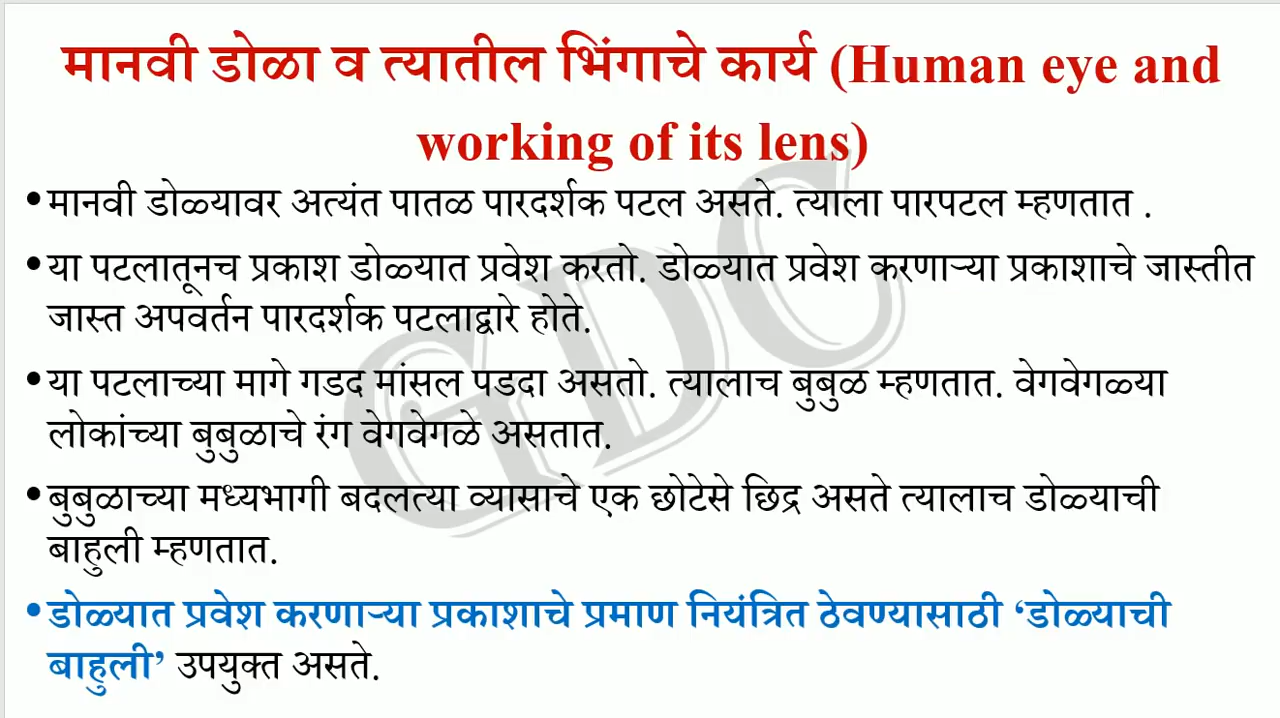 मानवी डोळा व त्यातील भिंगाचे कार्य (Human eye and
working of its lens)
•मानवी डोळ्यावर अत्यंत पातळ पारदर्शक पटल असते. त्याला पारपटल म्हणतात .
•या पटलातूनच प्रकाश डोळ्यात प्रवेश करतो. डोळ्यात प्रवेश करणाऱ्या प्रकाशाचे जास्तीत
जास्त अपवर्तन पारदर्शक पटलाद्वारे होते.
•या पटलाच्या मागे गडद मांसल पडदा असतो. त्यालाच बुबुळ म्हणतात. वेगवेगळ्या
लोकांच्या बुबुळाचे रंग वेगवेगळे असतात.
•बुबुळाच्या मध्यभागी बदलत्या व्यासाचे एक छोटेसे छिद्र असते त्यालाच डोळ्याची
बाहुली म्हणतात.
•डोळ्यात प्रवेश करणाऱ्या प्रकाशाचे प्रमाण नियंत्रित ठेवण्यासाठी ‘डोळ्याची
बाहुली’ उपयुक्त असते.
GDC